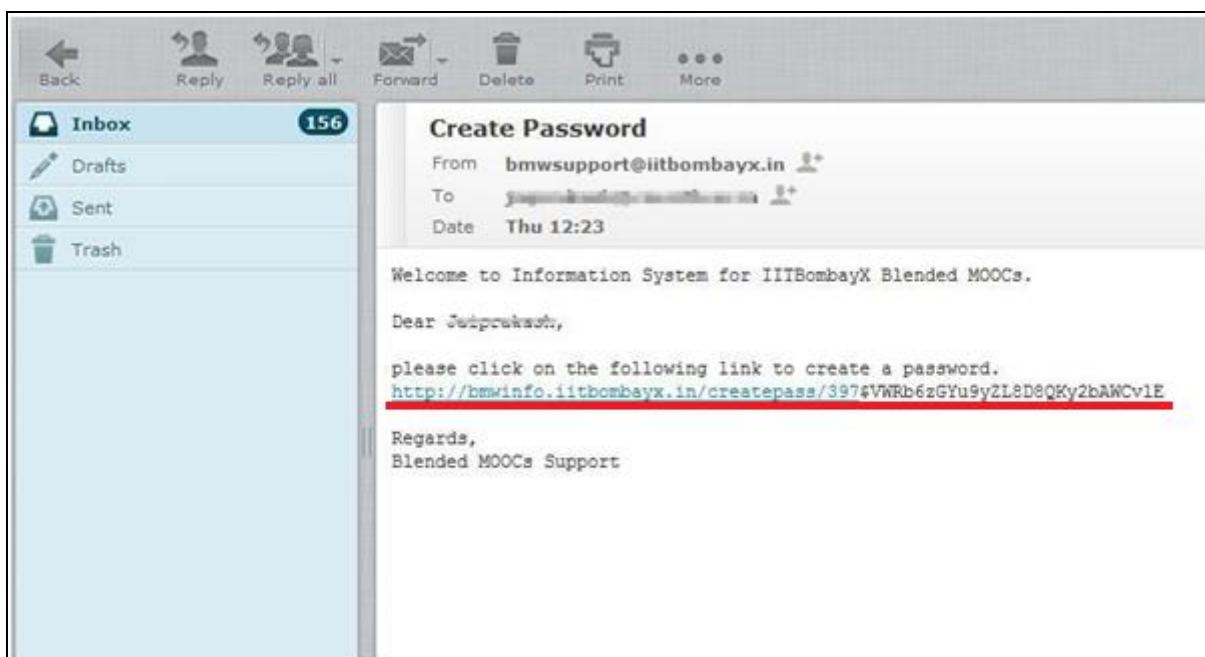 Back
Reply
Reply all
Forward
Delete
Print
More
Inbox 156
Drafts
Sent
Trash
Create Password
From bmwsupport@iitbombayx.in
To
Date Thu 12:23
Welcome to Information System for IITBombayX Blended MOOCs.
Dear
please click on the following link to create a password.
http://bmwinfo.iitbombayx.in/createpass/397$VWRb6zGYu9yZL8D8QKy2bAWCv1E
Regards,
Blended MOOCs Support